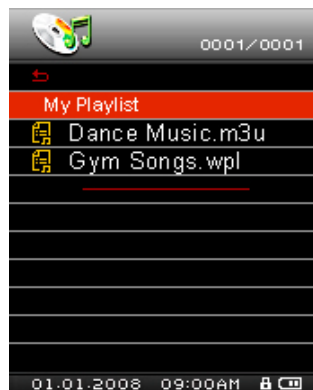 0001/0001
My Playlist
Dance Music.m3u
Gym Songs.wpl
01.01.2008 09:00AM